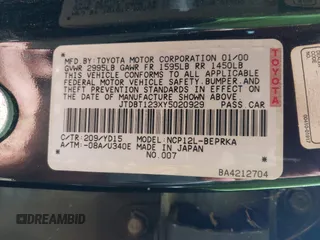 MFD. BY: TOYOTA MOTOR CORPORATION 01/00
GVWR 2995LB GAWR FR 1595LB RR 1450LB
THIS VEHICLE CONFORMS TO ALL APPLICABLE
FEDERAL MOTOR VEHICLE SAFETY, BUMPER, AND
THEFT PREVENTION STANDARDS IN EFFECT ON
THE DATE OF MANUFACTURE SHOWN ABOVE.
JTDBT123XY5020929 PASS CAR
TOYOTA
C/TR: 209/YD15 MODEL: NCP12L-BEPRKA
A/TM: -08A/U340E MADE IN JAPAN
NO. 007
BA4212704
DREAMBID